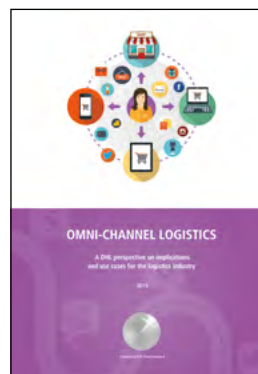 OMNI-CHANNEL LOGISTICS
A DHL perspective on implications
and use cases for the logistics industry
2015